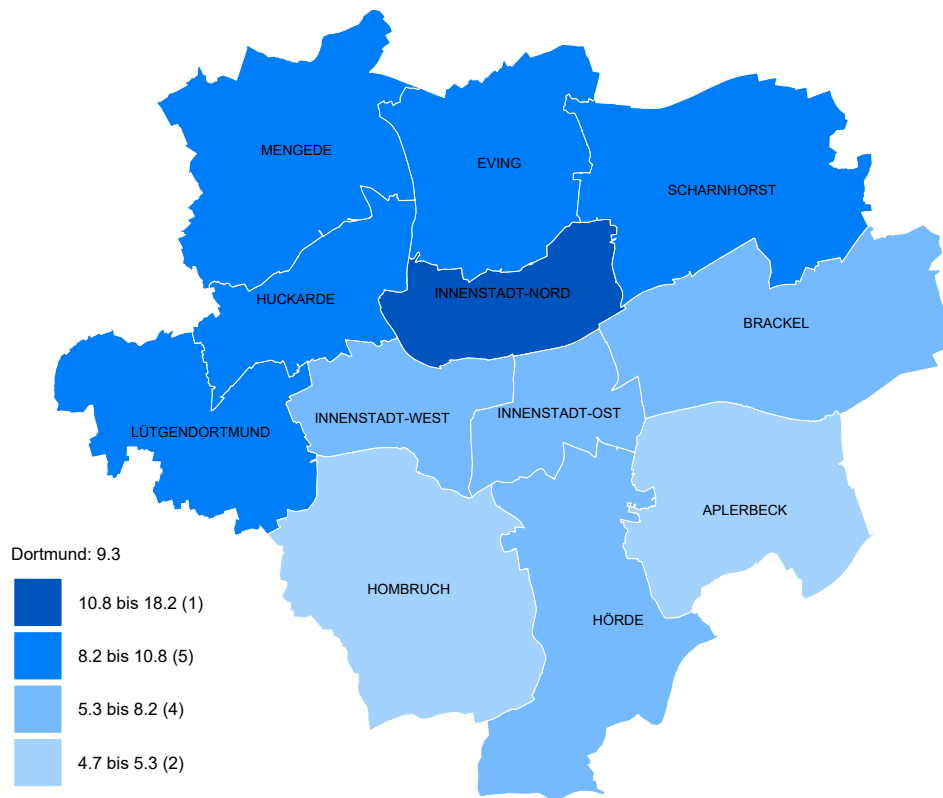 MENGEDE
EVING
SCHARNHORST
HUCKARDE
INNENSTADT-NORD
BRACKEL
LÜTGENDORTMUND
INNENSTADT-WEST
INNENSTADT-OST
APLERBECK
HOMBRUCH
HÖRDE
Dortmund: 9.3
10.8 bis 18.2 (1)
8.2 bis 10.8 (5)
5.3 bis 8.2 (4)
4.7 bis 5.3 (2)